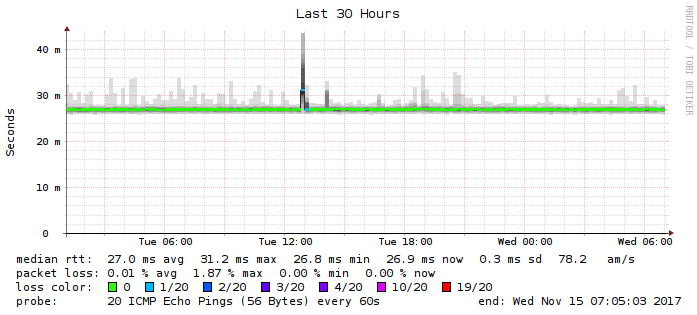 Last 30 Hours
RRDTOOL / TOBI OETIKER
Seconds
40 m
30 m
20 m
10 m
0
Tue 06:00 Tue 12:00 Tue 18:00 Wed 00:00 Wed 06:00
median rtt: 27.0 ms avg 31.2 ms max 26.8 ms min 26.9 ms now 0.3 ms sd 78.2 am/s
packet loss: 0.01 % avg 1.87 % max 0.00 % min 0.00 % now
loss color: 0 1/20 2/20 3/20 4/20 10/20 19/20
probe: 20 ICMP Echo Pings (56 Bytes) every 60s end: Wed Nov 15 07:05:03 2017